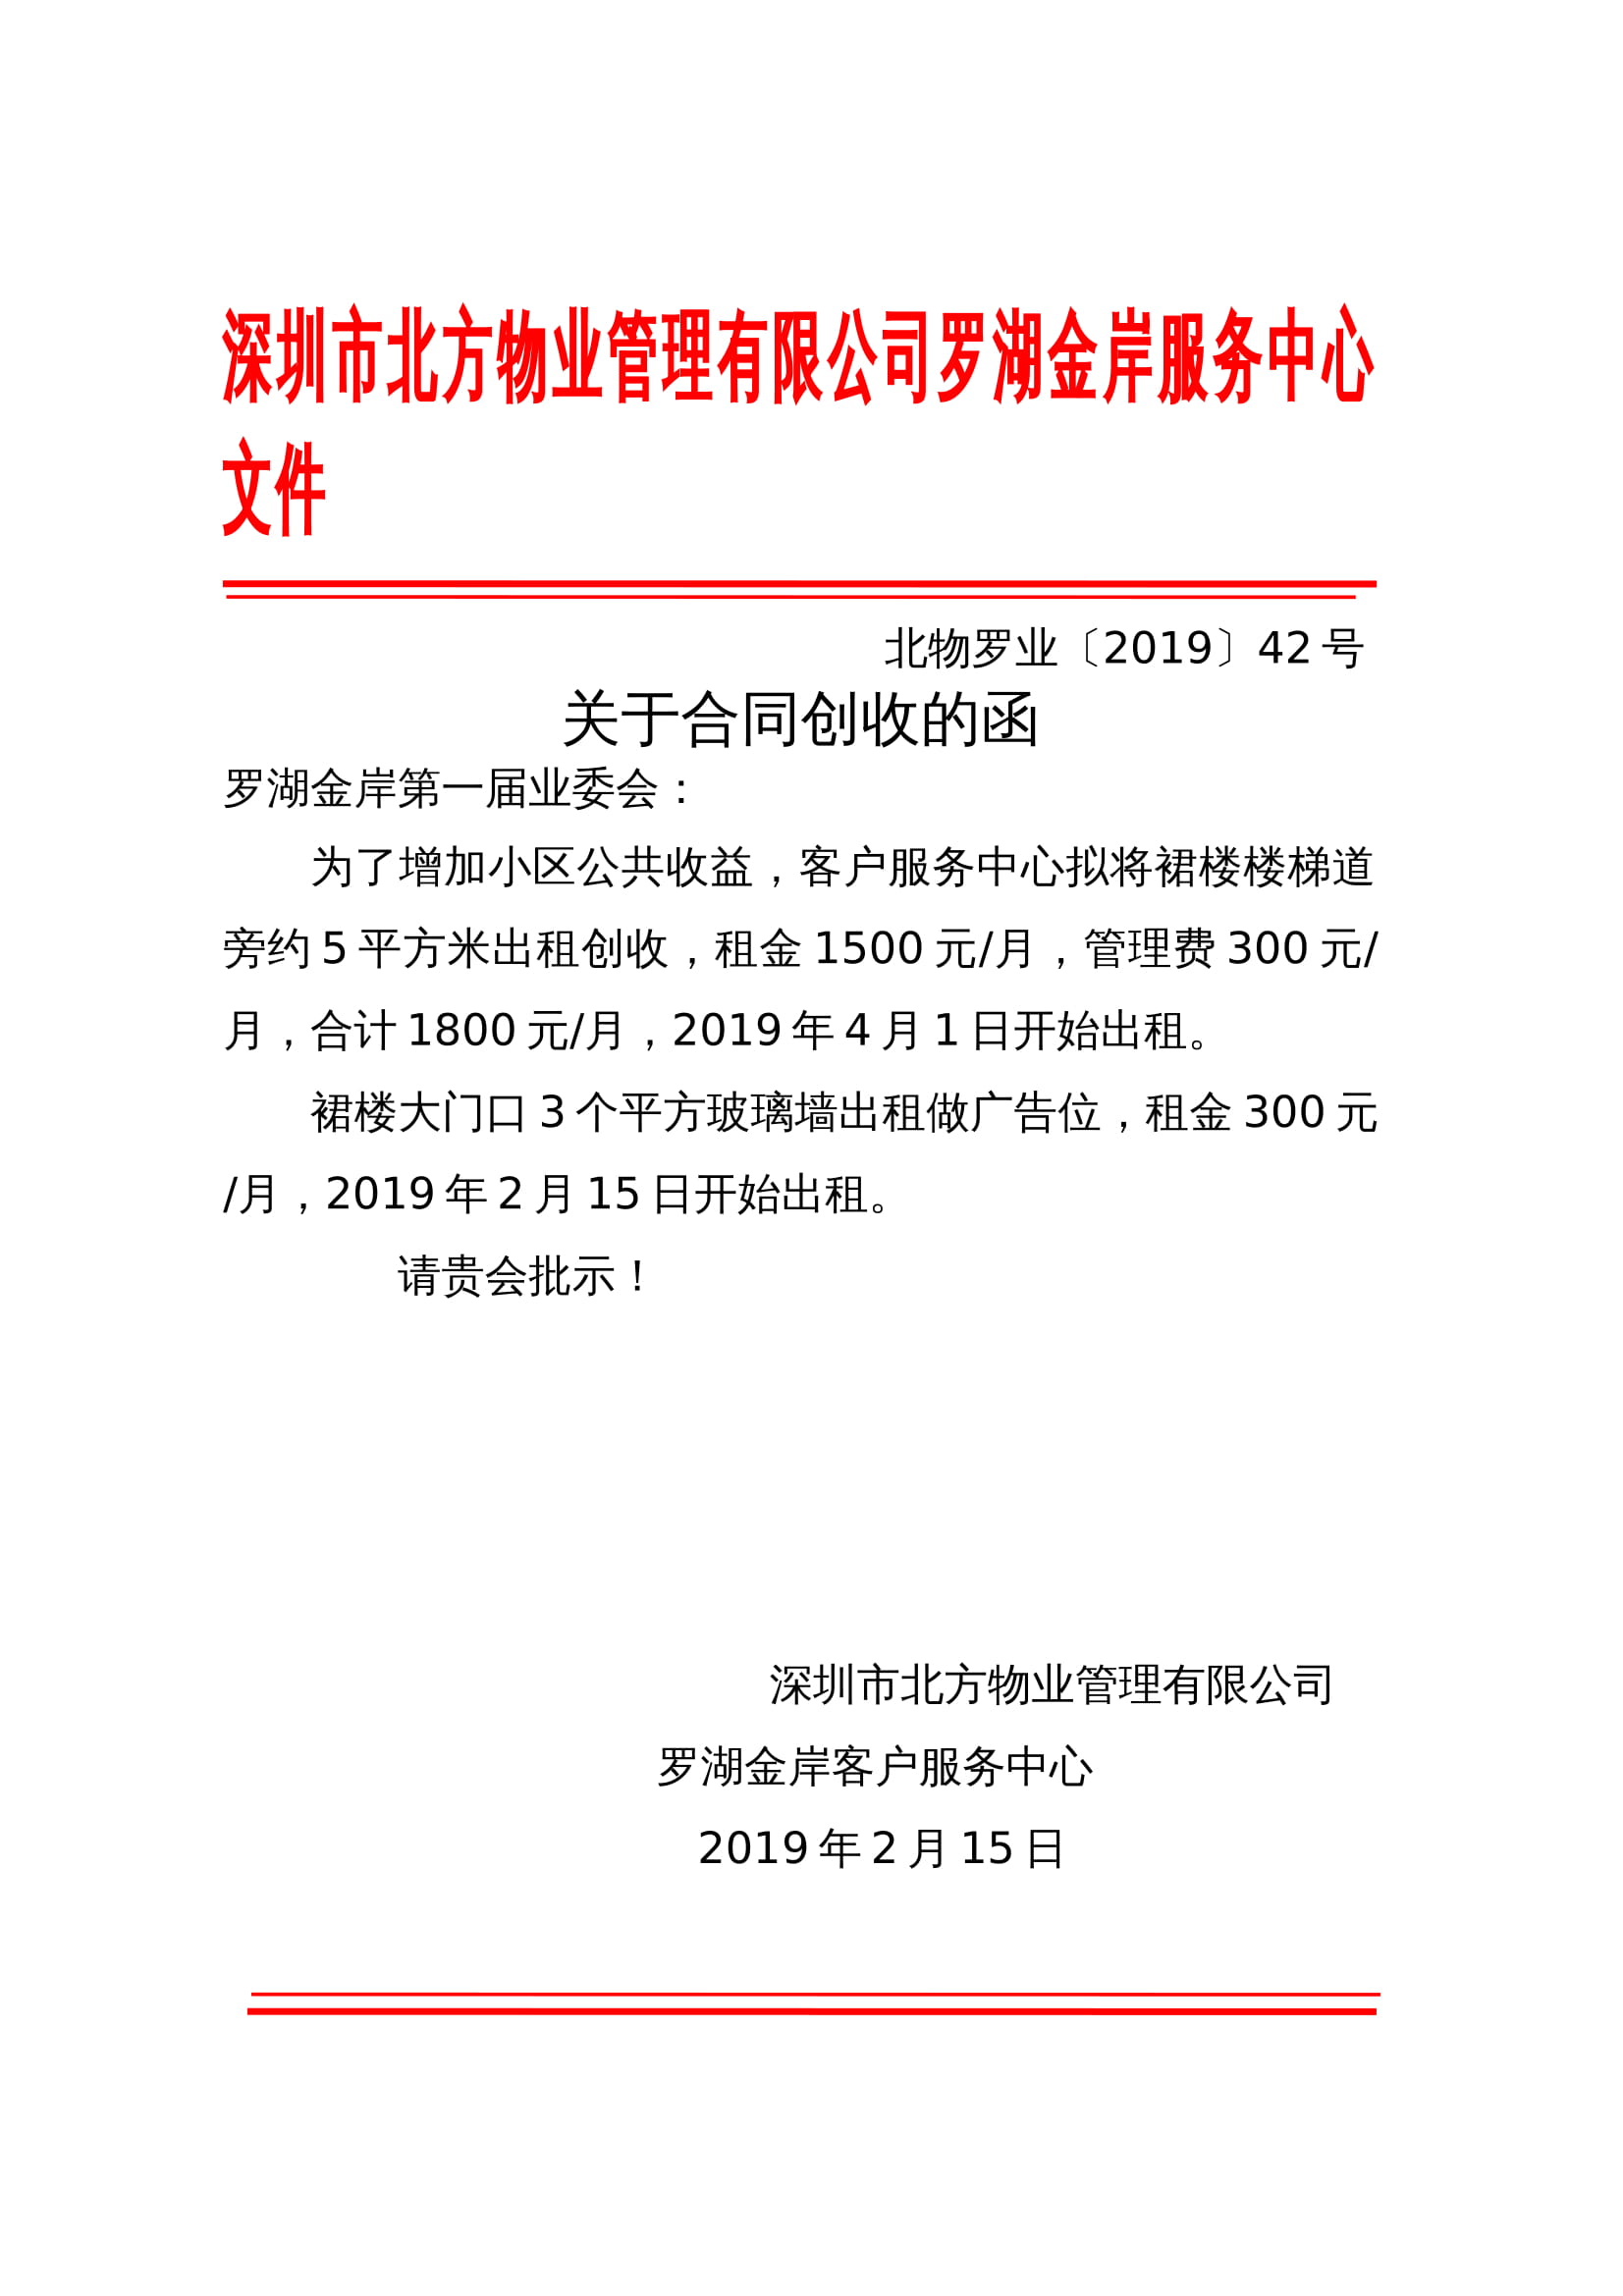 深圳市北方物业管理有限公司罗湖金岸服务中心
文件
北物罗业〔2019〕42 号
关于合同创收的函
罗湖金岸第一届业委会：
为了增加小区公共收益，客户服务中心拟将裙楼楼梯道
旁约 5 平方米出租创收，租金 1500 元/月，管理费 300 元/
月，合计 1800 元/月，2019 年 4 月 1 日开始出租。
裙楼大门口 3 个平方玻璃墙出租做广告位，租金 300 元
/月，2019 年 2 月 15 日开始出租。
请贵会批示！
深圳市北方物业管理有限公司
罗湖金岸客户服务中心
2019 年 2 月 15 日